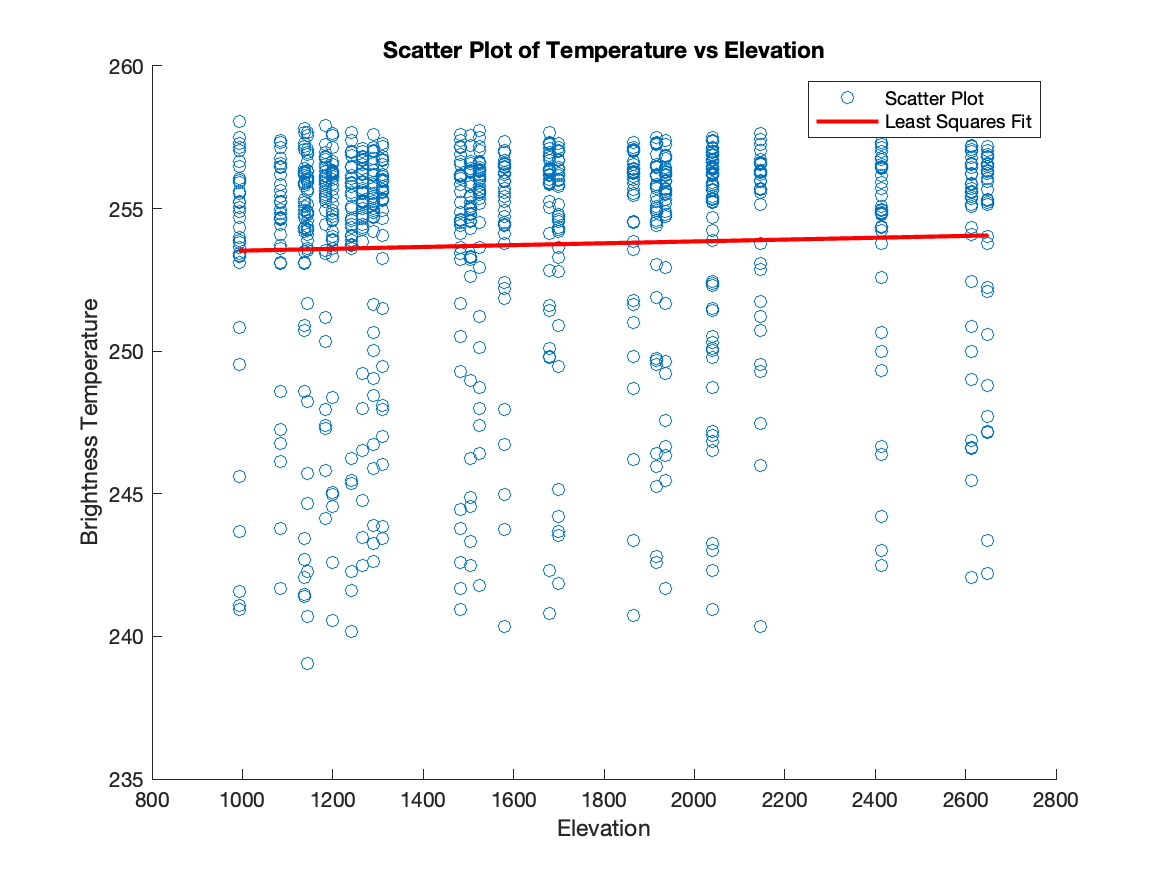 Scatter Plot of Temperature vs Elevation
260
255
250
245
240
235
Brightness Temperature
Scatter Plot
Least Squares Fit
800 1000 1200 1400 1600 1800 2000 2200 2400 2600 2800
Elevation